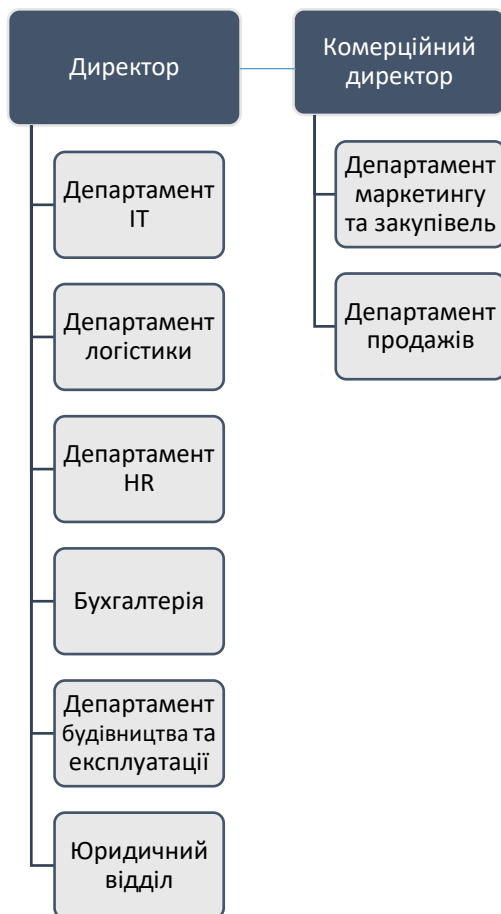 Директор
Комерційний
директор
Департамент
ІТ
Департамент
логістики
Департамент
HR
Бухгалтерія
Департамент
будівництва та
експлуатації
Юридичний
відділ
Департамент
маркетингу
та закупівель
Департамент
продажів